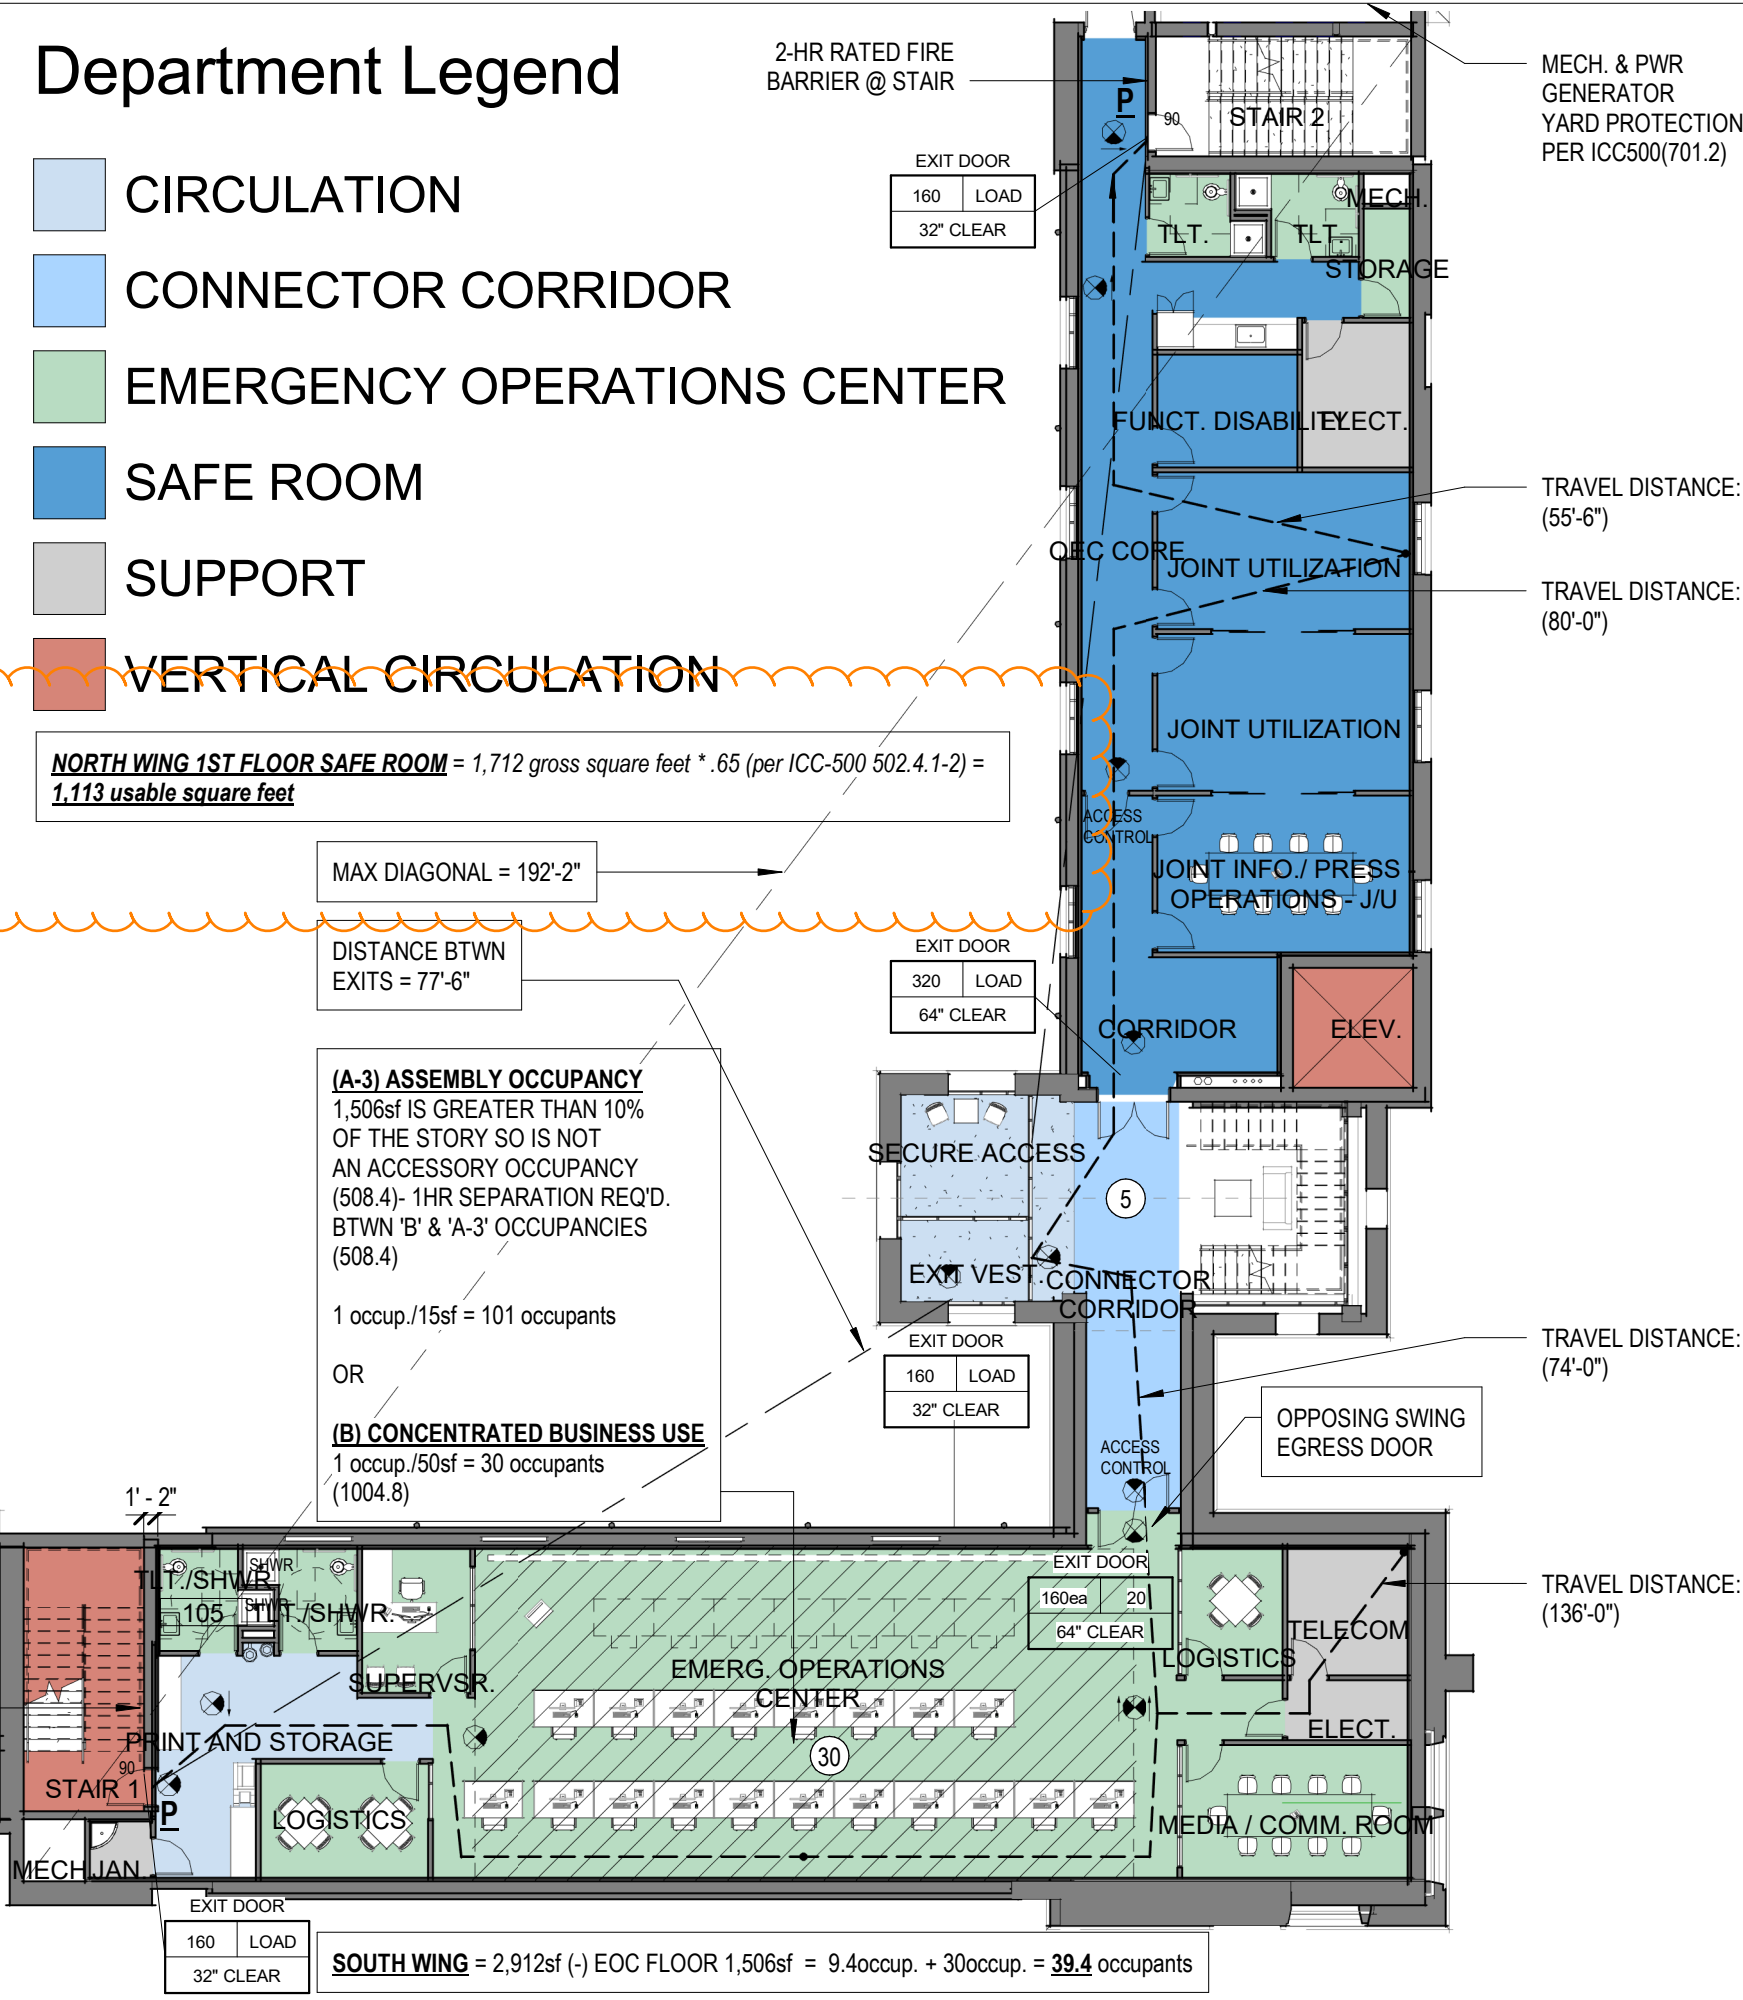 Department Legend
CIRCULATION
CONNECTOR CORRIDOR
EMERGENCY OPERATIONS CENTER
SAFE ROOM
SUPPORT
VERTICAL CIRCULATION
NORTH WING 1ST FLOOR SAFE ROOM = 1,712 gross square feet * .65 (per ICC-500 502.4.1-2) =
1,113 usable square feet
MAX DIAGONAL = 192'-2"
DISTANCE BTWN
EXITS = 77'-6"
(A-3) ASSEMBLY OCCUPANCY
1,506sf IS GREATER THAN 10%
OF THE STORY SO IS NOT
AN ACCESSORY OCCUPANCY
(508.4)- 1HR SEPARATION REQ'D.
BTWN 'B' & 'A-3' OCCUPANCIES
(508.4)
1 occup./15sf = 101 occupants
OR
(B) CONCENTRATED BUSINESS USE
1 occup./50sf = 30 occupants
(1004.8)
2-HR RATED FIRE
BARRIER @ STAIR
MECH. & PWR
GENERATOR
YARD PROTECTION
PER ICC500(701.2)
P
90
STAIR 2
EXIT DOOR
160 LOAD
32" CLEAR
MECH.
TLT.
TLT.
STORAGE
FUNCT. DISABILITY
ELECT.
TRAVEL DISTANCE:
(55'-6")
OEC CORE
JOINT UTILIZATION
TRAVEL DISTANCE:
(80'-0")
JOINT UTILIZATION
ACCESS
CONTROL
JOINT INFO./ PRESS
OPERATIONS - J/U
EXIT DOOR
320 LOAD
64" CLEAR
CORRIDOR
ELEV.
SECURE ACCESS
5
EXIT VEST.
CONNECTOR
CORRIDOR
EXIT DOOR
160 LOAD
32" CLEAR
TRAVEL DISTANCE:
(74'-0")
OPPOSING SWING
EGRESS DOOR
ACCESS
CONTROL
1' - 2"
EXIT DOOR
160ea 20
64" CLEAR
SHWR
TLT./SHWR.
105
SHWR
TLT./SHWR.
SUPERVSR.
EMERG. OPERATIONS
CENTER
30
LOGISTICS
TELECOM
TRAVEL DISTANCE:
(136'-0")
ELECT.
PRINT AND STORAGE
90
STAIR 1
P
LOGISTICS
MEDIA / COMM. ROOM
MECH
JAN.
EXIT DOOR
160 LOAD
32" CLEAR
SOUTH WING = 2,912sf (-) EOC FLOOR 1,506sf = 9.4occup. + 30occup. = 39.4 occupants